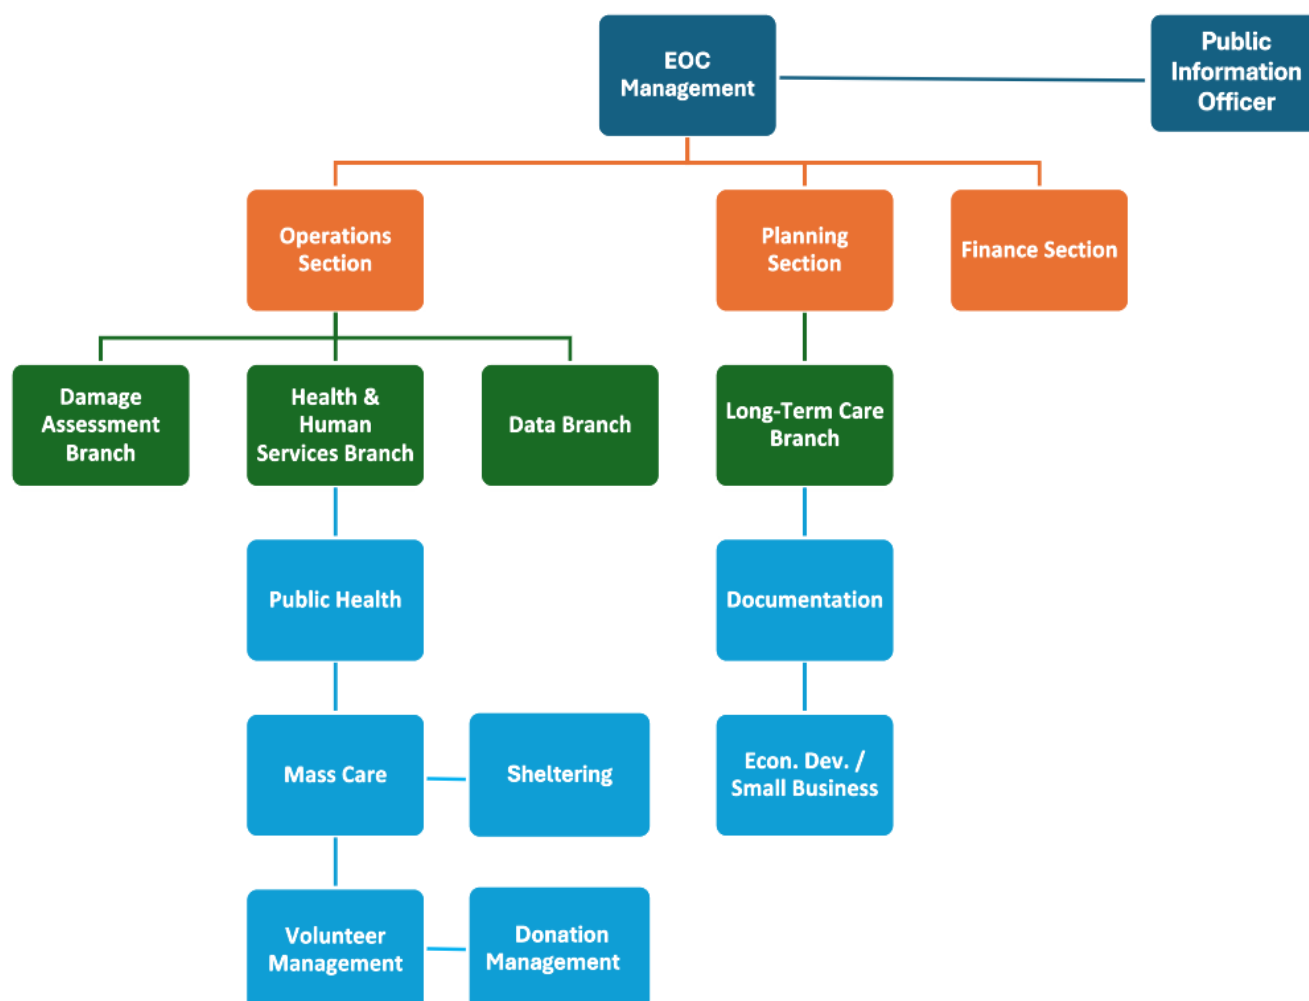 EOC
Management
Public
Information
Officer
Operations
Section
Planning
Section
Finance Section
Damage
Assessment
Branch
Health &
Human
Services Branch
Data Branch
Long-Term Care
Branch
Public Health
Documentation
Mass Care
Sheltering
Econ. Dev. /
Small Business
Volunteer
Management
Donation
Management